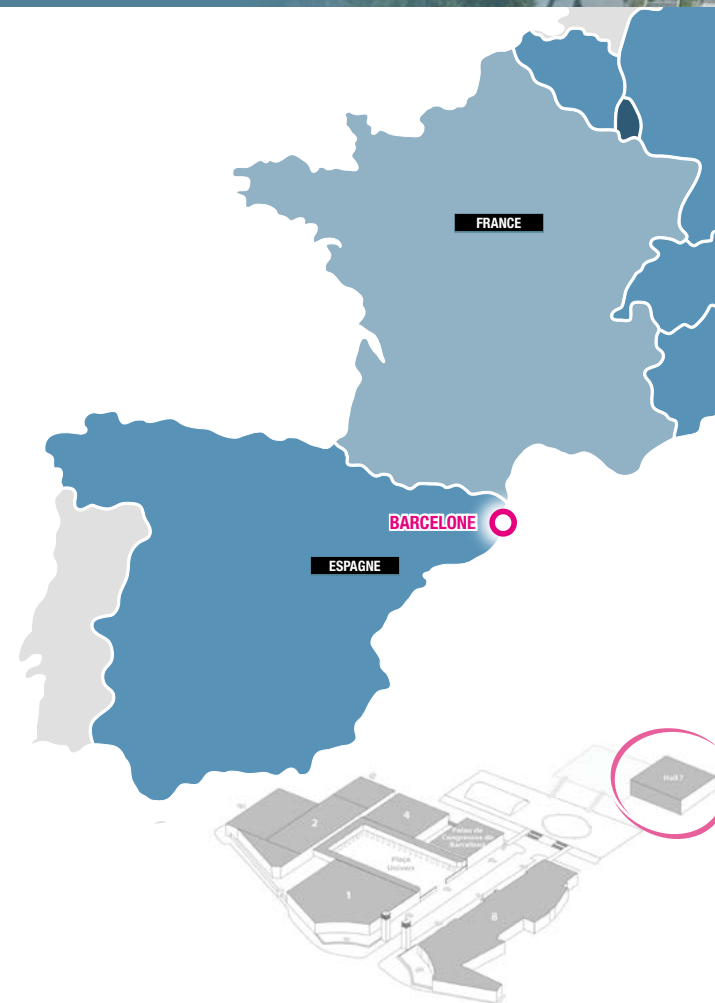 FRANCE
BARCELONE
ESPAGNE
Hall 7
2
4
Palau de
Congressos de
Barcelona
Plaça
Univers
1
8